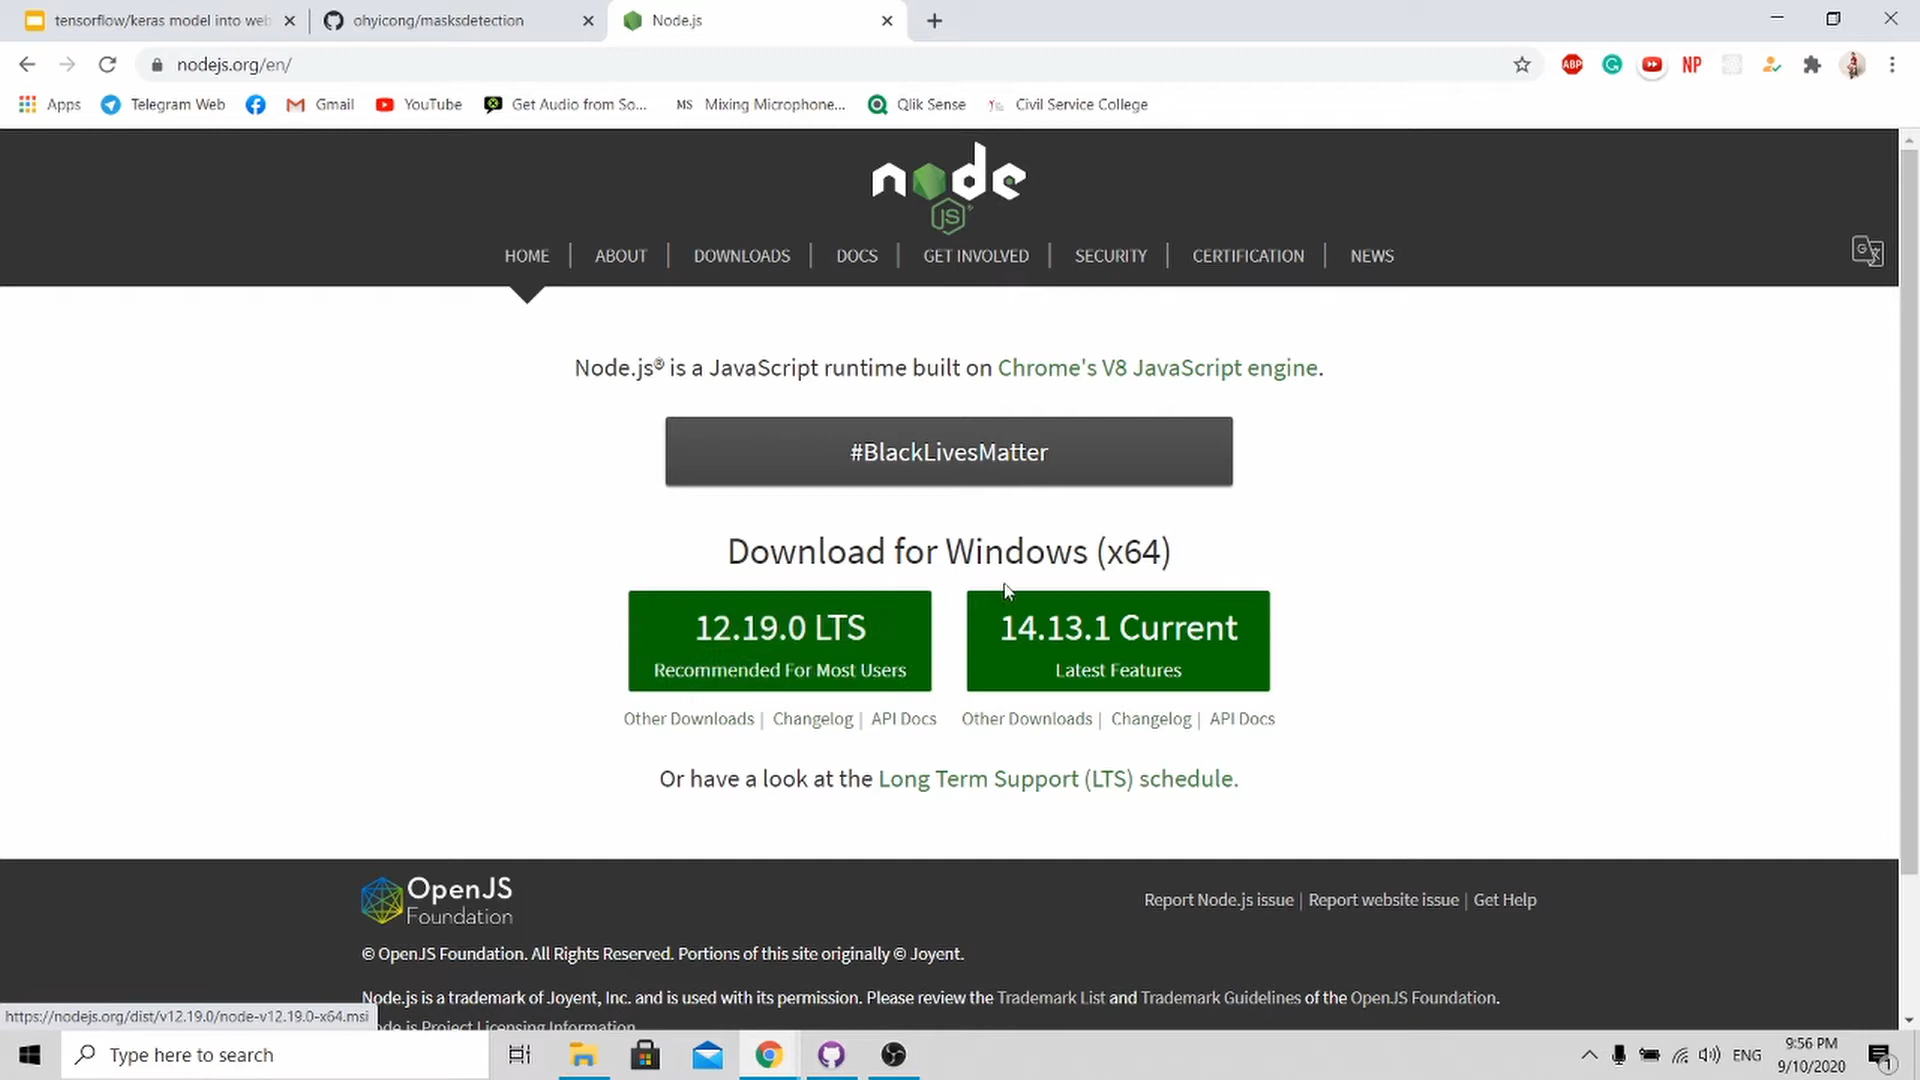 tensorflow/keras model into web
ohyicong/masksdetection
Node.js
nodejs.org/en/
ABP
NP
Apps
Telegram Web
Gmail
YouTube
Get Audio from So...
MS Mixing Microphone...
Qlik Sense
Civil Service College
node
JS
HOME | ABOUT | DOWNLOADS | DOCS | GET INVOLVED | SECURITY | CERTIFICATION | NEWS
Node.js® is a JavaScript runtime built on Chrome's V8 JavaScript engine.
#BlackLivesMatter
Download for Windows (x64)
12.19.0 LTS
Recommended For Most Users
14.13.1 Current
Latest Features
Other Downloads | Changelog | API Docs
Other Downloads | Changelog | API Docs
Or have a look at the Long Term Support (LTS) schedule.
OpenJS
Foundation
Report Node.js issue | Report website issue | Get Help
© OpenJS Foundation. All Rights Reserved. Portions of this site originally © Joyent.
Node.js is a trademark of Joyent, Inc. and is used with its permission. Please review the Trademark List and Trademark Guidelines of the OpenJS Foundation.
https://nodejs.org/dist/v12.19.0/node-v12.19.0-x64.msi
Project Licensing Information
Type here to search
ENG
9:56 PM
9/10/2020
1